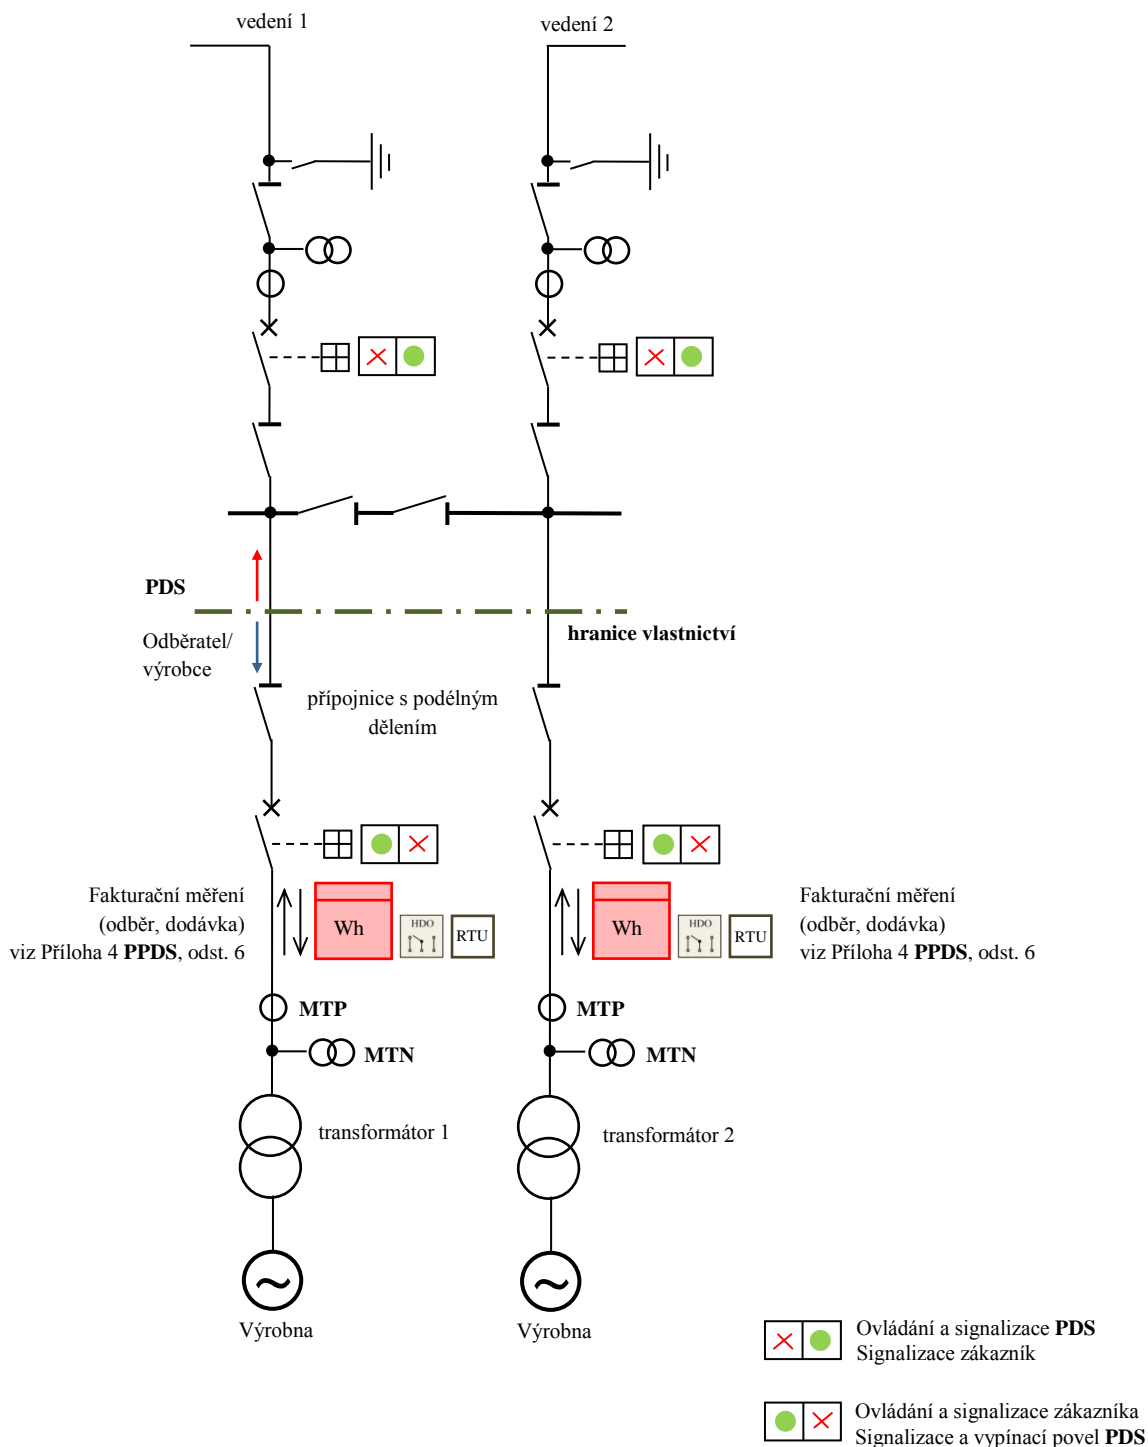 vedení 1
vedení 2
PDS
hranice vlastnictví
Odběratel/
výrobce
přípojnice s podélným
dělením
Fakturační měření
(odběr, dodávka)
viz Příloha 4 PPDS, odst. 6
Wh
HDO
RTU
Wh
HDO
RTU
Fakturační měření
(odběr, dodávka)
viz Příloha 4 PPDS, odst. 6
MTP
MTP
MTN
MTN
transformátor 1
transformátor 2
Výrobna
Výrobna
Ovládání a signalizace PDS
Signalizace zákazník
Ovládání a signalizace zákazníka
Signalizace a vypínací povel PDS